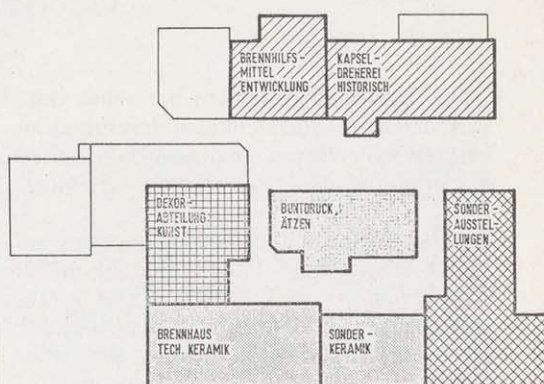 BRENNHILFS-
MITTEL
ENTWICKLUNG
KAPSEL-
DREHEREI
HISTORISCH
DEKOR-
ABTEILUNG
KUNST
BUNTDRUCK,
ÄTZEN
SONDER-
AUSSTEL-
LUNGEN
BRENNHAUS
TECH. KERAMIK
SONDER-
KERAMIK